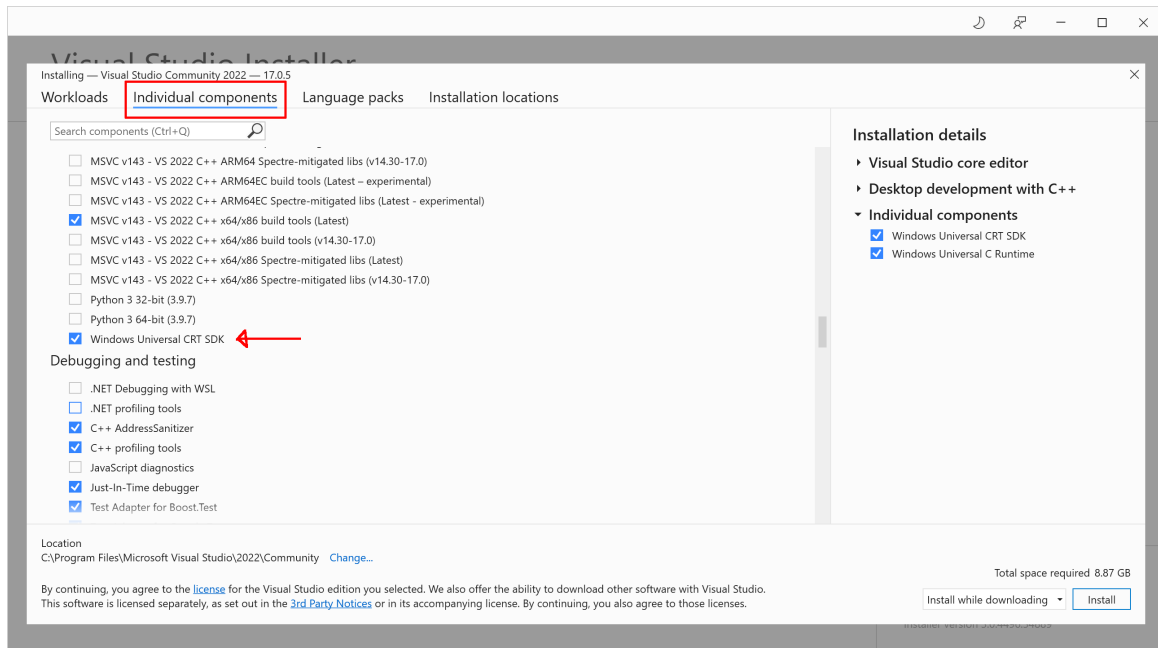 Visual Studio Installer
Installing — Visual Studio Community 2022 — 17.0.5
Workloads Individual components Language packs Installation locations
Search components (Ctrl+Q)
MSVC v143 - VS 2022 C++ ARM64 Spectre-mitigated libs (v14.30-17.0)
MSVC v143 - VS 2022 C++ ARM64EC build tools (Latest – experimental)
MSVC v143 - VS 2022 C++ ARM64EC Spectre-mitigated libs (Latest - experimental)
MSVC v143 - VS 2022 C++ x64/x86 build tools (Latest)
MSVC v143 - VS 2022 C++ x64/x86 build tools (v14.30-17.0)
MSVC v143 - VS 2022 C++ x64/x86 Spectre-mitigated libs (Latest)
MSVC v143 - VS 2022 C++ x64/x86 Spectre-mitigated libs (v14.30-17.0)
Python 3 32-bit (3.9.7)
Python 3 64-bit (3.9.7)
Windows Universal CRT SDK
Debugging and testing
.NET Debugging with WSL
.NET profiling tools
C++ AddressSanitizer
C++ profiling tools
JavaScript diagnostics
Just-In-Time debugger
Test Adapter for Boost.Test
Installation details
Visual Studio core editor
Desktop development with C++
Individual components
Windows Universal CRT SDK
Windows Universal C Runtime
Location
C:\Program Files\Microsoft Visual Studio\2022\Community Change...
By continuing, you agree to the license for the Visual Studio edition you selected. We also offer the ability to download other software with Visual Studio.
This software is licensed separately, as set out in the 3rd Party Notices or in its accompanying license. By continuing, you also agree to those licenses.
Total space required 8.87 GB
Install while downloading Install